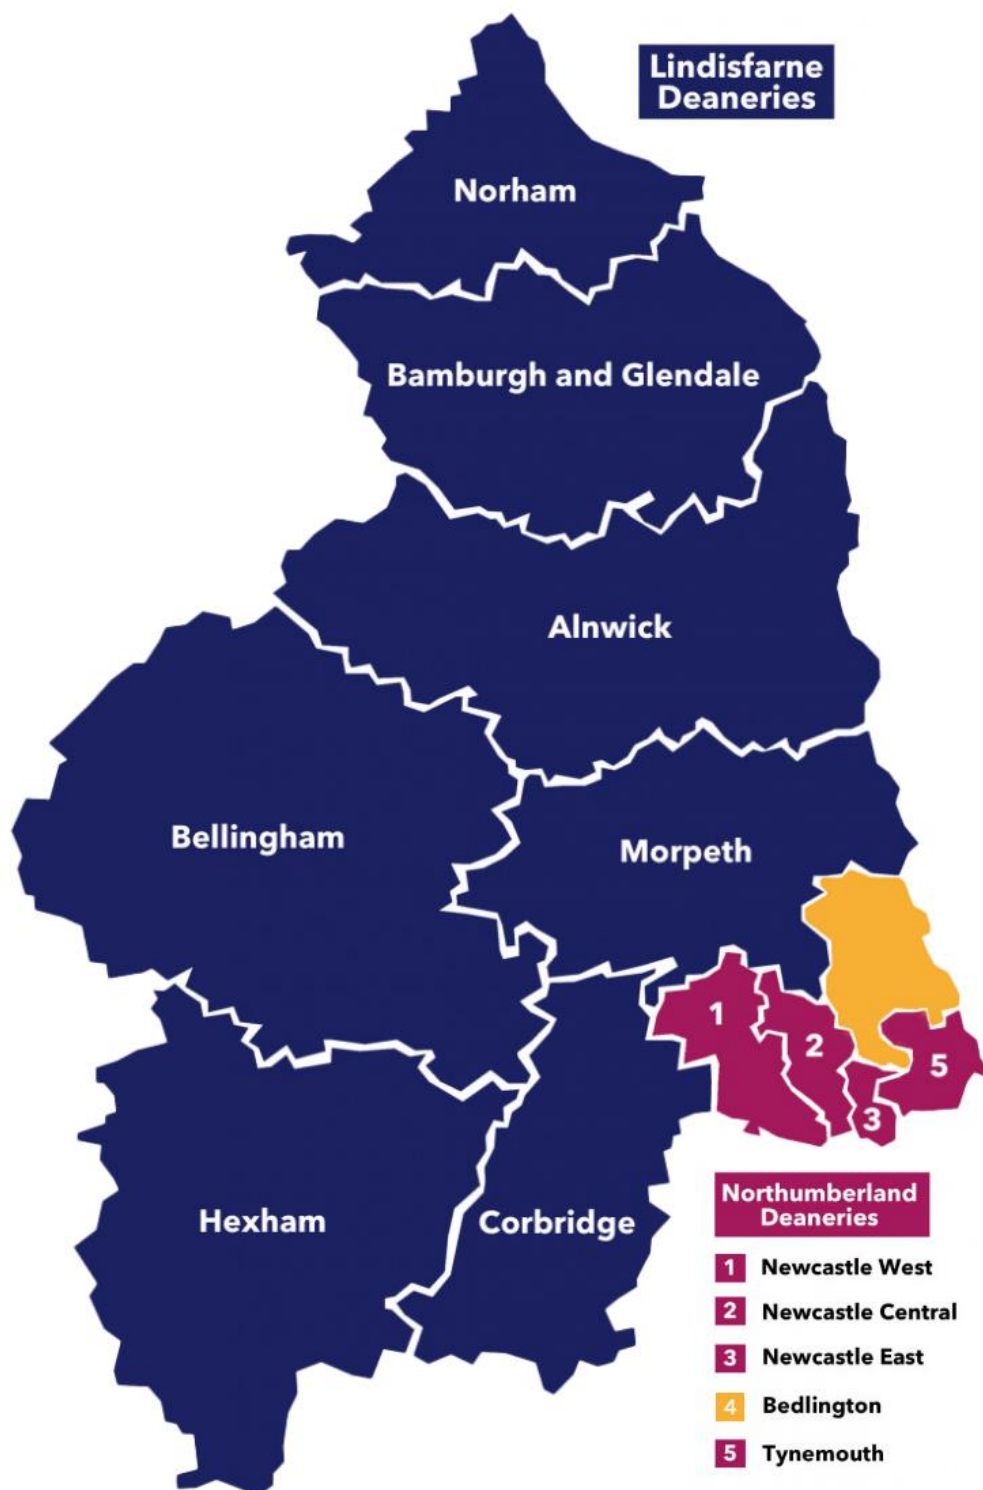 Lindisfarne
Deaneries
Norham
Bamburgh and Glendale
Alnwick
Bellingham
Morpeth
1
2
5
3
Hexham
Corbridge
Northumberland
Deaneries
1 Newcastle West
2 Newcastle Central
3 Newcastle East
4 Bedlington
5 Tynemouth